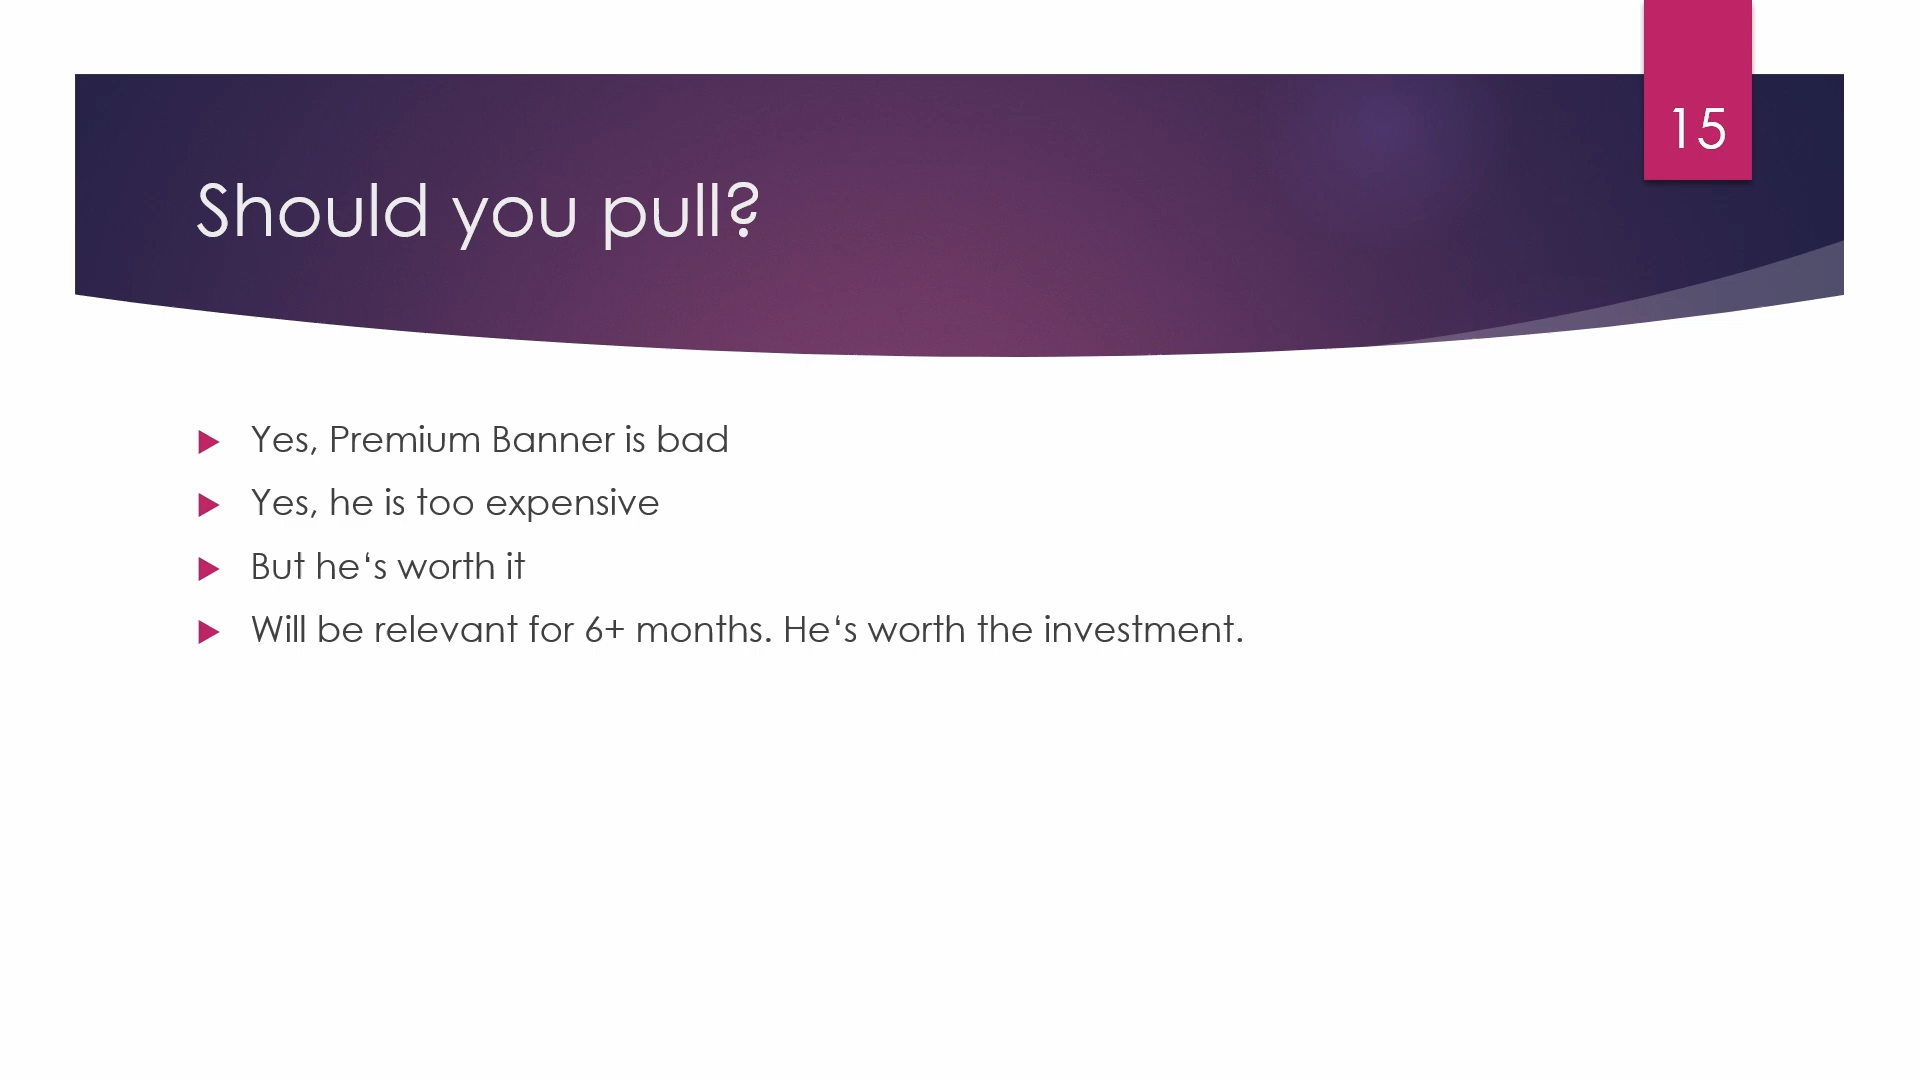 15
Should you pull?
Yes, Premium Banner is bad
Yes, he is too expensive
But he‘s worth it
Will be relevant for 6+ months. He‘s worth the investment.